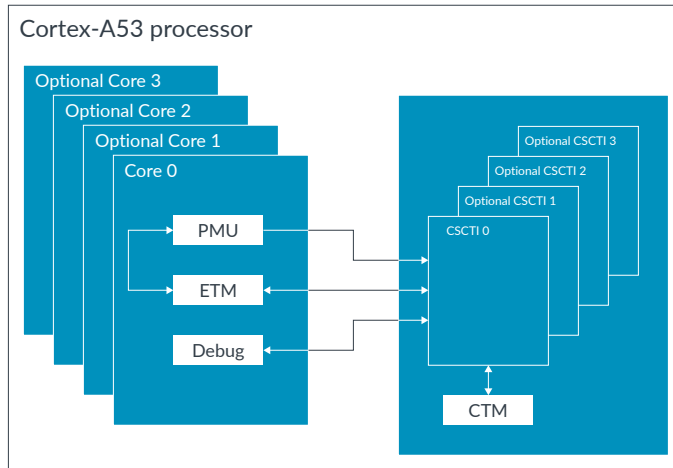 Cortex-A53 processor
Optional Core 3
Optional Core 2
Optional Core 1
Core 0
PMU
ETM
Debug
Optional CSCTI 3
Optional CSCTI 2
Optional CSCTI 1
CSCTI 0
CTM